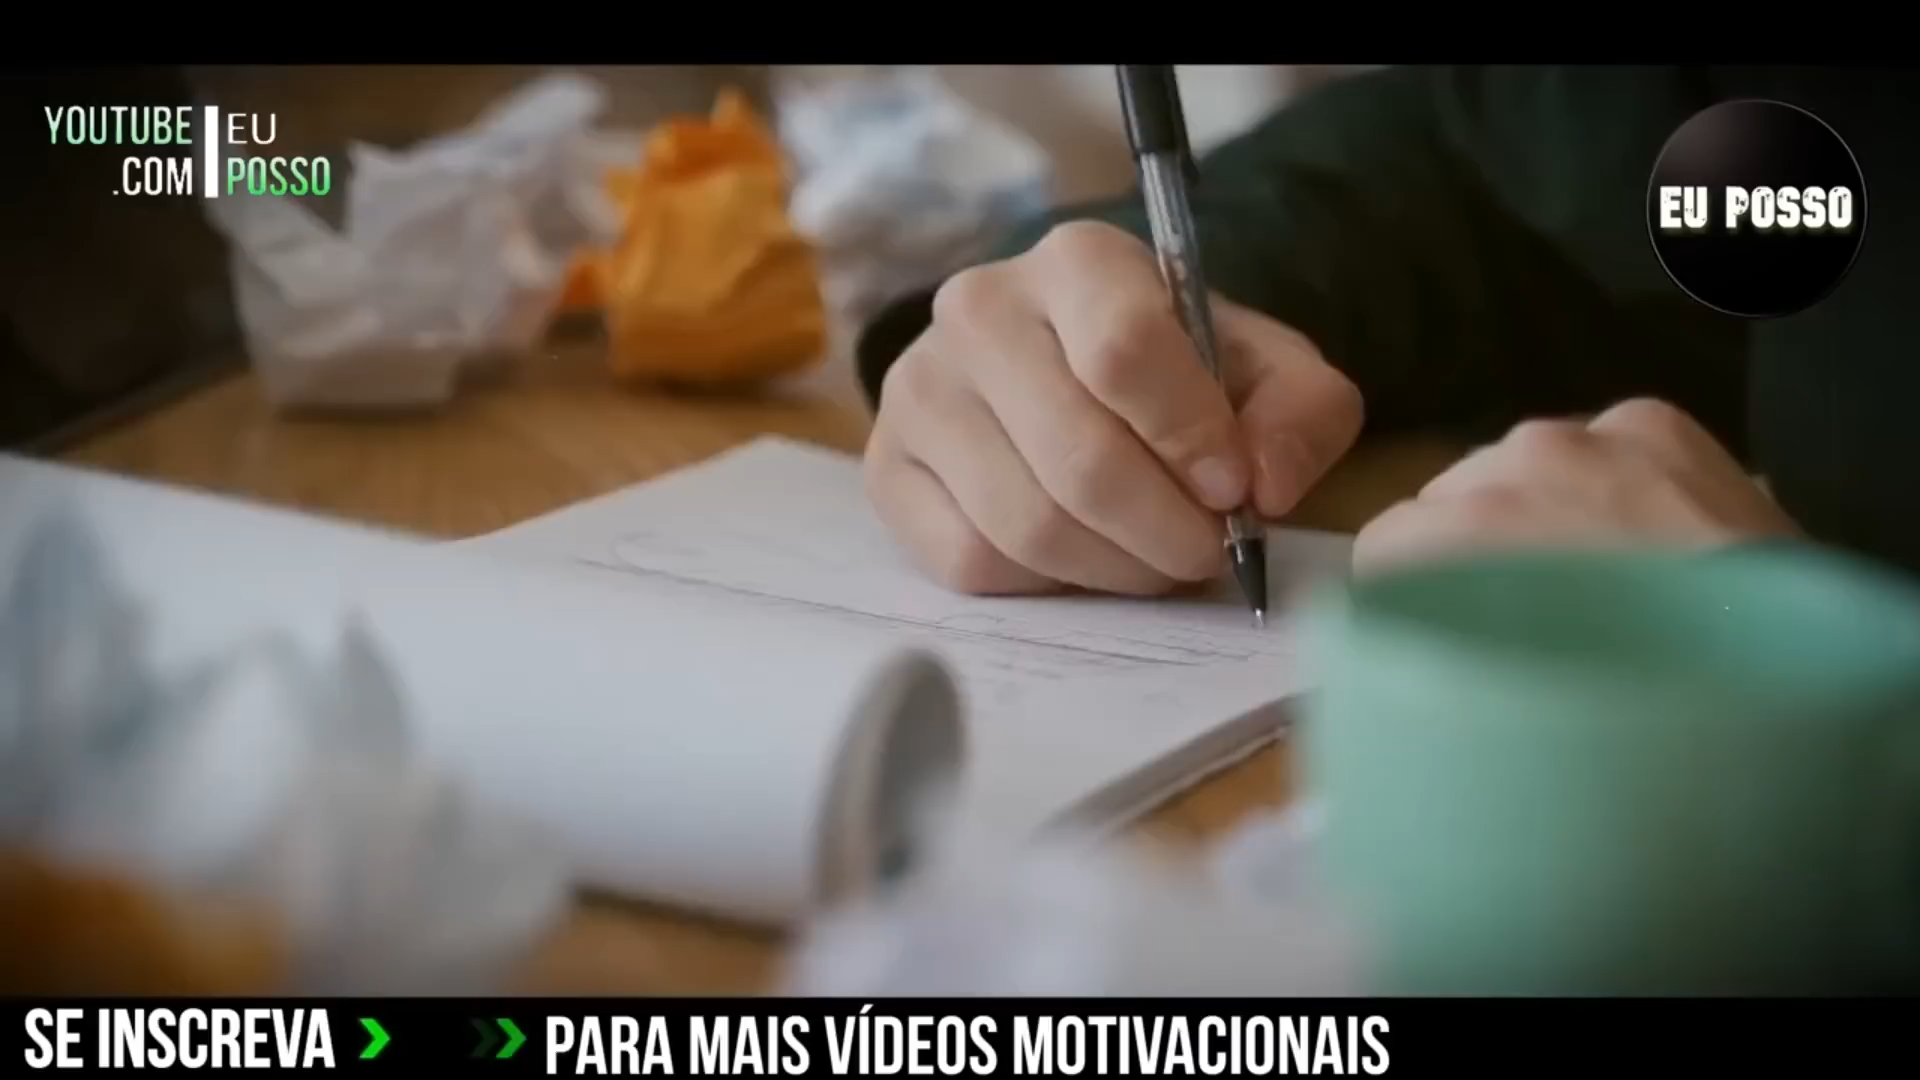 YOUTUBE
.COM
EU
POSSO
EU POSSO
SE INSCREVA
PARA MAIS VÍDEOS MOTIVACIONAIS